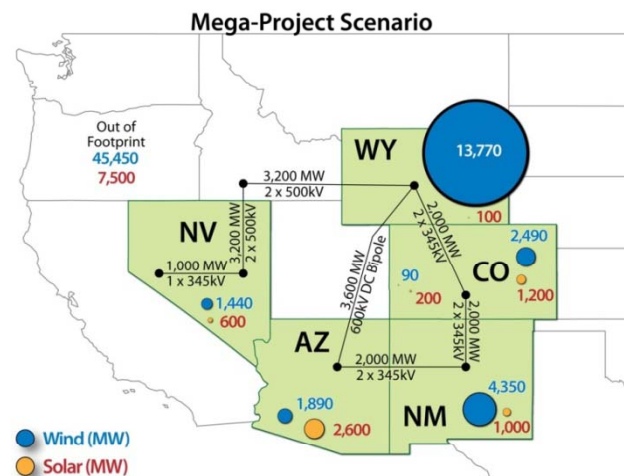 Mega-Project Scenario
Out of
Footprint
45,450
7,500
WY
13,770
100
3,200 MW
2 x 500kV
3,200 MW
2 x 500kV
NV
1,000 MW
1 x 345kV
1,440
600
2,000 MW
2 x 345kV
3,600 MW
600kV DC Bipole
90
200
2,490
CO
1,200
2,000 MW
2 x 345kV
AZ
2,000 MW
2 x 345kV
1,890
2,600
NM
4,350
1,000
Wind (MW)
Solar (MW)